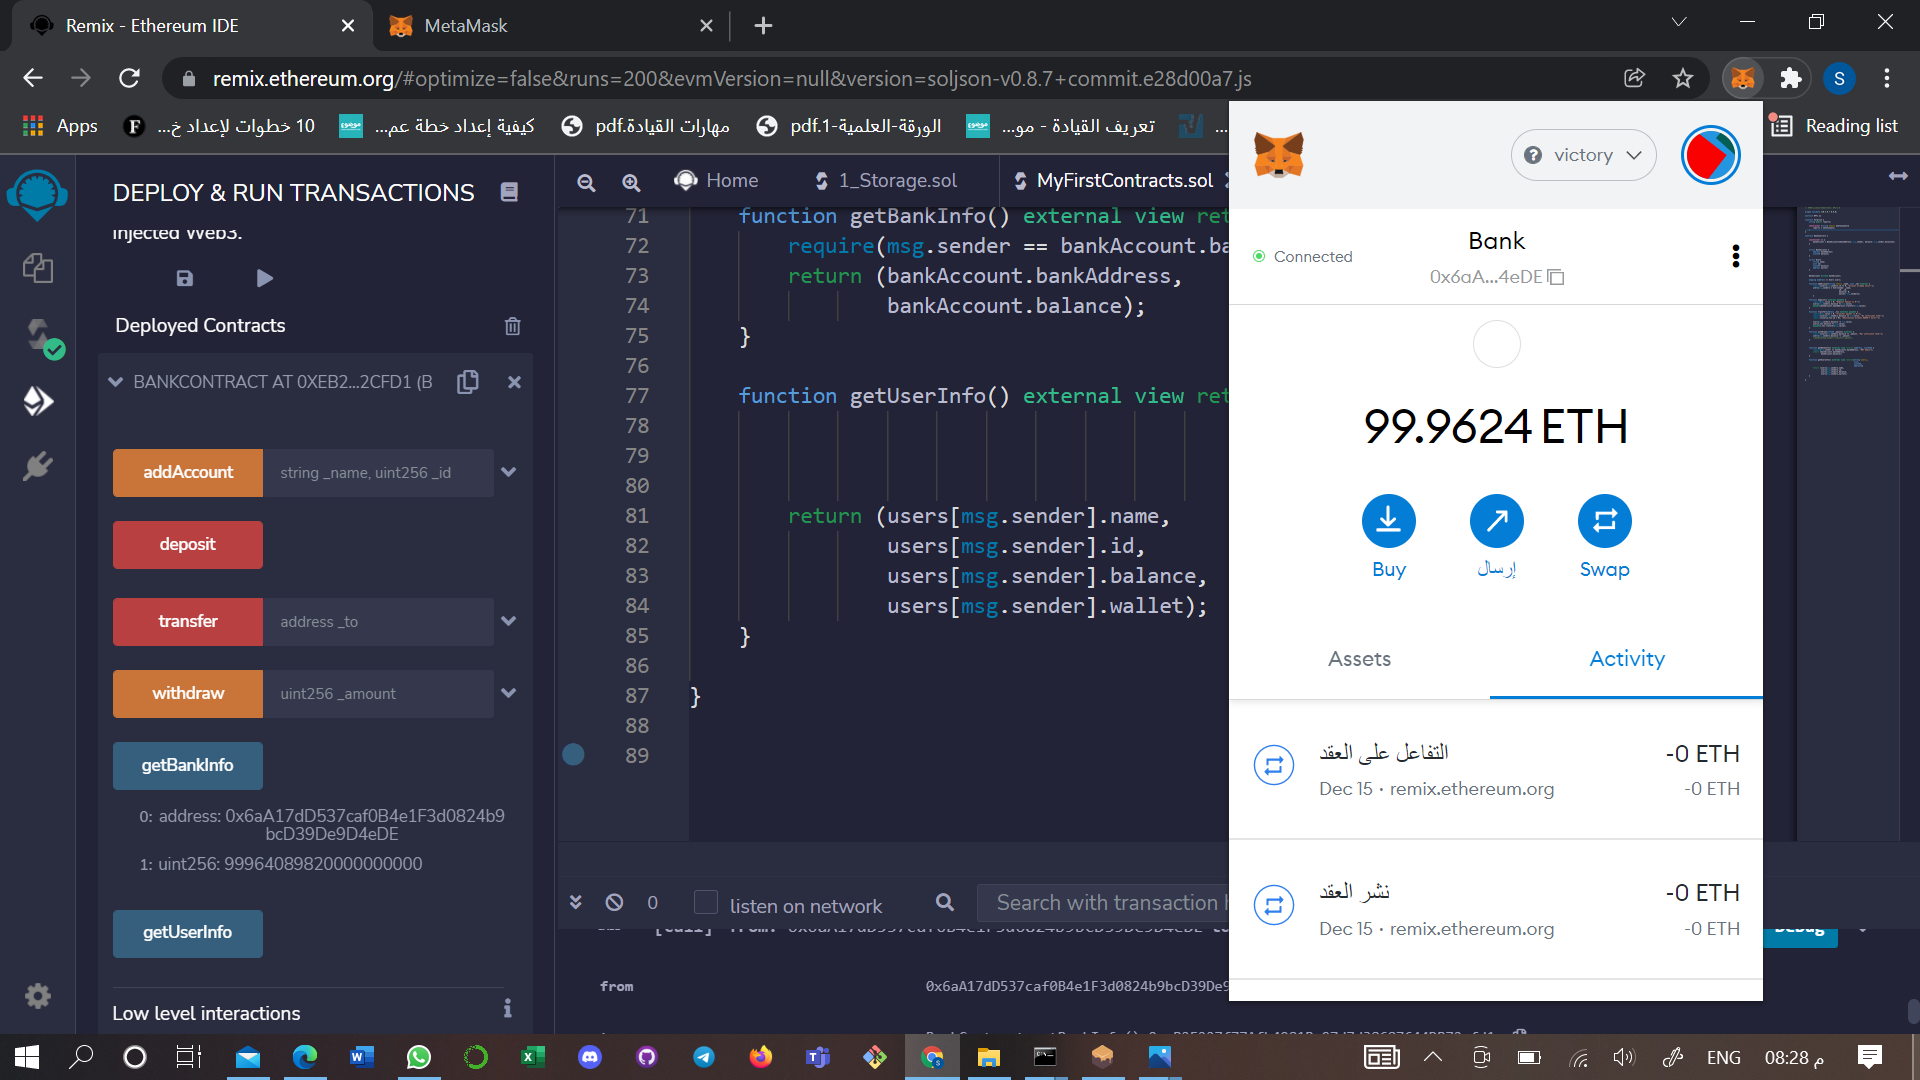 Remix - Ethereum IDE
MetaMask
remix.ethereum.org/#optimize=false&runs=200&evmVersion=null&version=soljson-v0.8.7+commit.e28d00a7.js
S
Apps
10 خطوات لإعداد خ...
كيفية إعداد خطة عم...
مهارات القيادة.pdf
الورقة-العلمية-1.pdf
تعريف القيادة - مو...
...
Reading list
DEPLOY & RUN TRANSACTIONS
Injected Web3.
Deployed Contracts
BANKCONTRACT AT 0XEB2...2CFD1 (B
addAccount
string _name, uint256 _id
deposit
transfer
address _to
withdraw
uint256 _amount
getBankInfo
0: address: 0x6aA17dD537caf0B4e1F3d0824b9
bcD39De9D4eDE
1: uint256: 99964089820000000000
getUserInfo
Low level interactions
Home
1_Storage.sol
MyFirstContracts.sol
71 function getBankInfo() external view ret
72 require(msg.sender == bankAccount.ba
73 return (bankAccount.bankAddress,
74 bankAccount.balance);
75 }
76
77 function getUserInfo() external view ret
78
79
80
81 return (users[msg.sender].name,
82 users[msg.sender].id,
83 users[msg.sender].balance,
84 users[msg.sender].wallet);
85 }
86
87 }
88
89
0
listen on network
Search with transaction h
from
0x6aA17dD537caf0B4e1F3d0824b9bcD39De9
Debug
victory
Connected
Bank
0x6aA...4eDE
99.9624 ETH
Buy
إرسال
Swap
Assets
Activity
التفاعل على العقد
-0 ETH
Dec 15 · remix.ethereum.org
-0 ETH
نشر العقد
-0 ETH
Dec 15 · remix.ethereum.org
-0 ETH
ENG
08:28 م